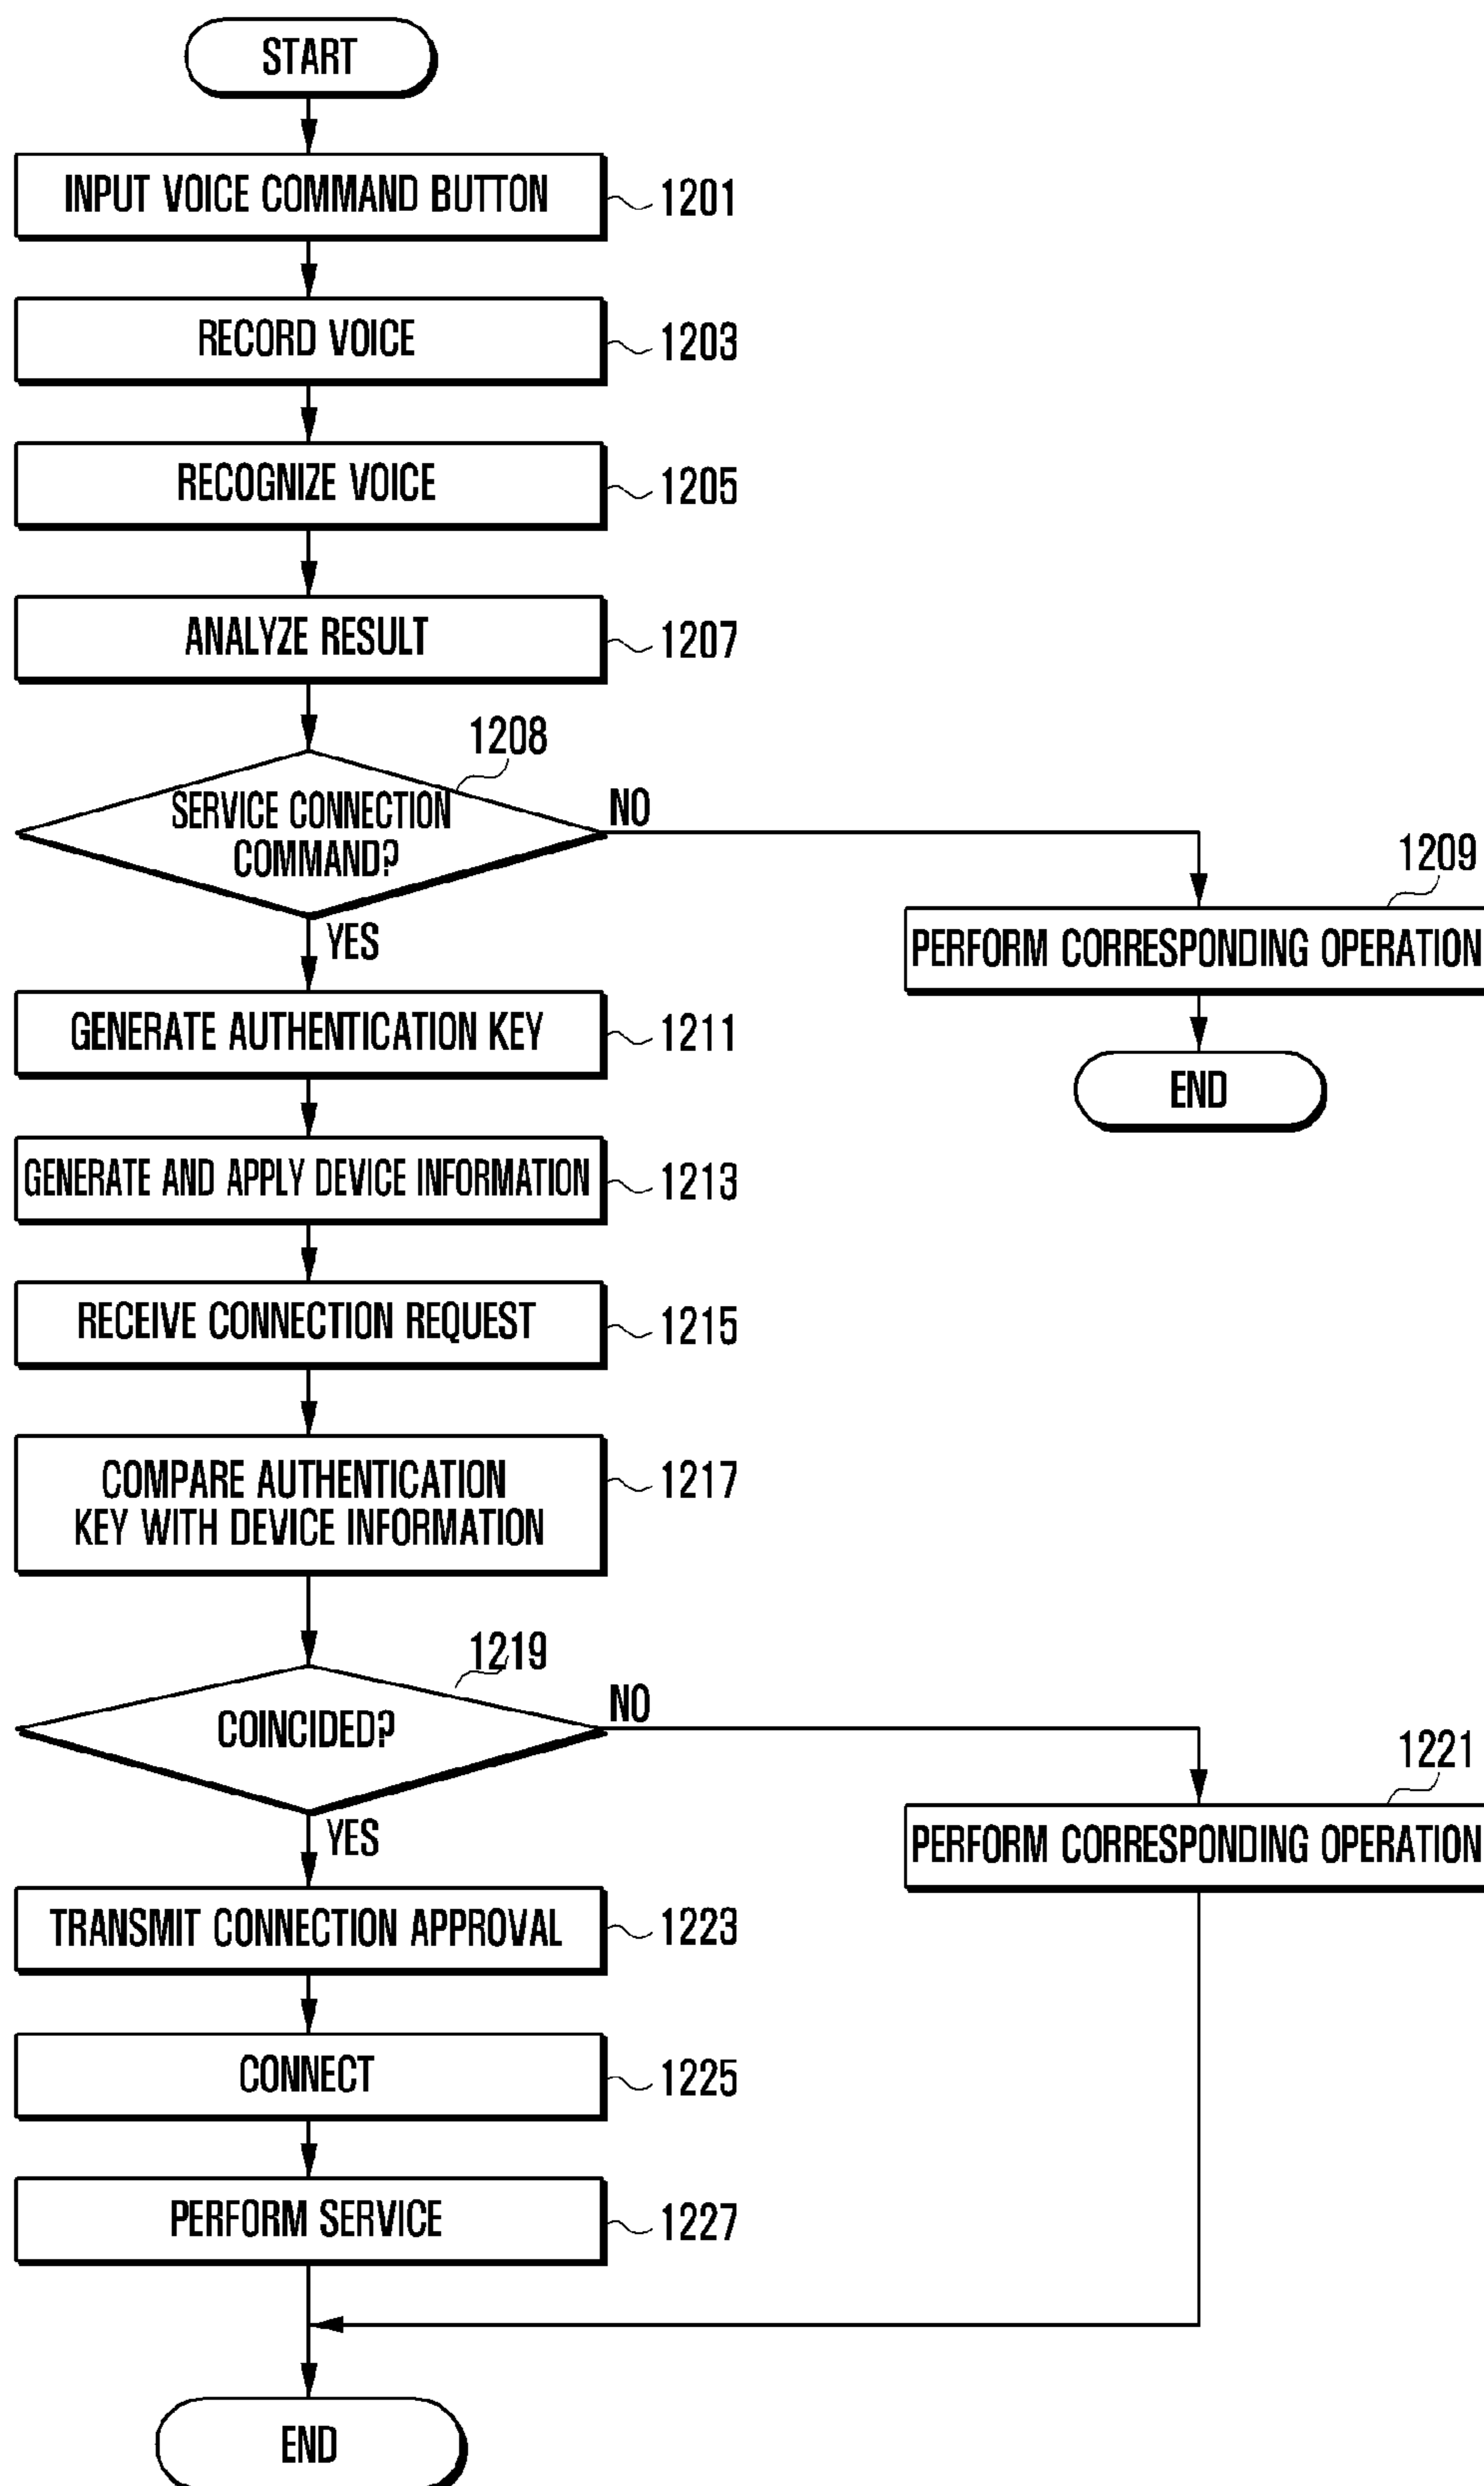 START
INPUT VOICE COMMAND BUTTON
1201
RECORD VOICE
1203
RECOGNIZE VOICE
1205
ANALYZE RESULT
1207
1208
SERVICE CONNECTION
COMMAND?
NO
YES
1209
PERFORM CORRESPONDING OPERATION
END
GENERATE AUTHENTICATION KEY
1211
GENERATE AND APPLY DEVICE INFORMATION
1213
RECEIVE CONNECTION REQUEST
1215
COMPARE AUTHENTICATION
KEY WITH DEVICE INFORMATION
1217
1219
COINCIDED?
NO
YES
1221
PERFORM CORRESPONDING OPERATION
TRANSMIT CONNECTION APPROVAL
1223
CONNECT
1225
PERFORM SERVICE
1227
END